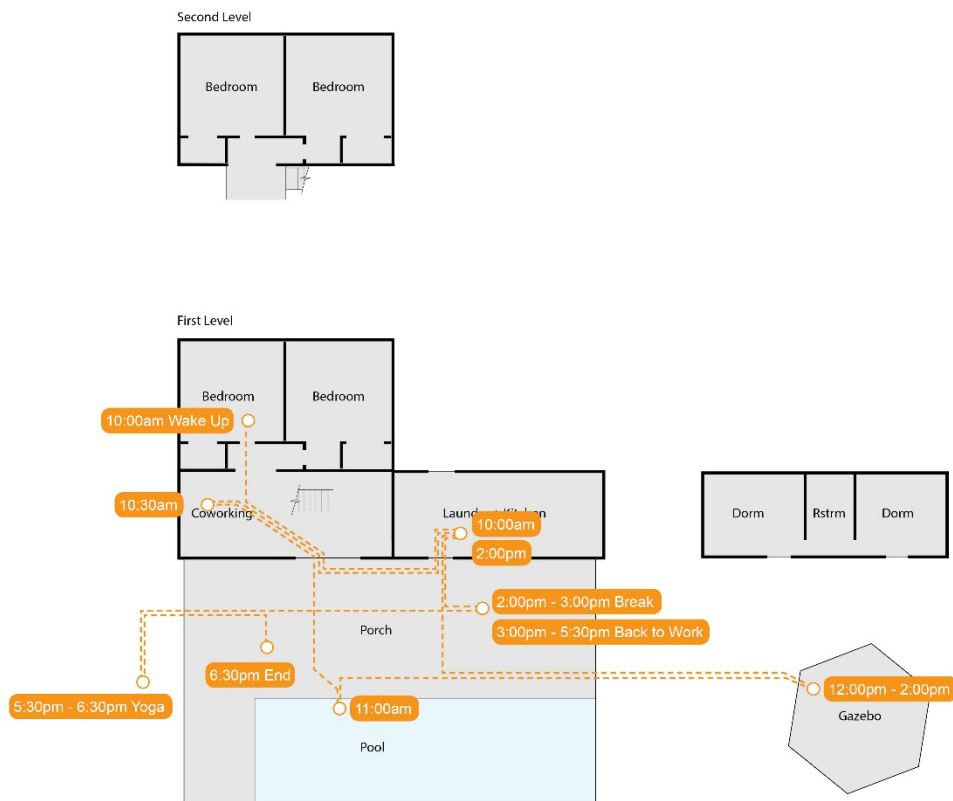 Second Level
Bedroom
Bedroom
First Level
Bedroom
Bedroom
10:00am Wake Up
10:30am
Coworking
Kitchen
10:00am
2:00pm
Dorm
Rstrm
Dorm
2:00pm - 3:00pm Break
3:00pm - 5:30pm Back to Work
Porch
6:30pm End
5:30pm - 6:30pm Yoga
11:00am
12:00pm - 2:00pm
Gazebo
Pool